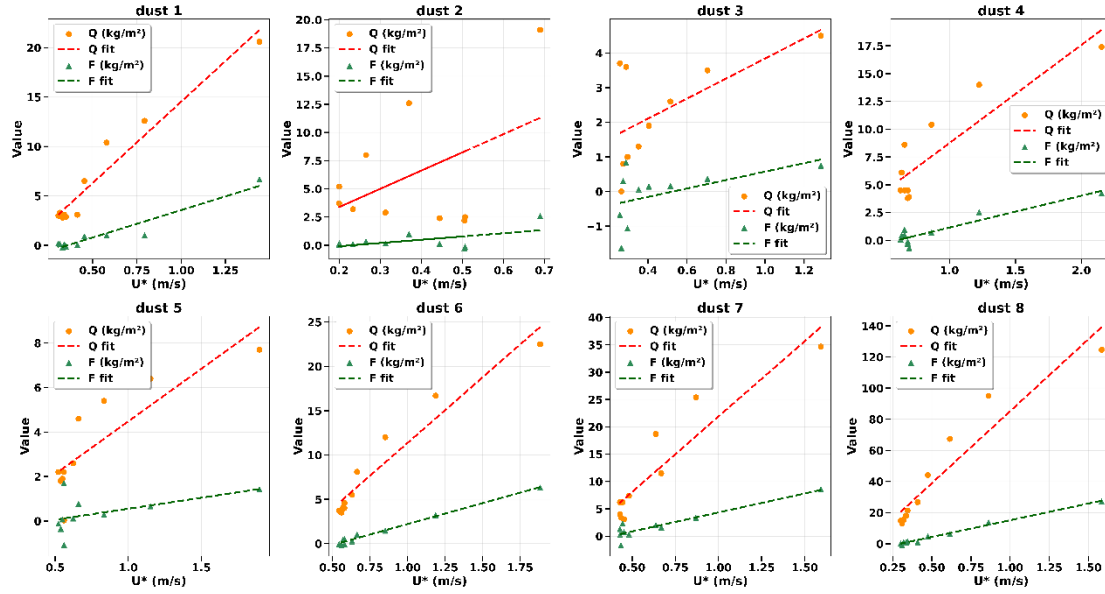 dust 1
Q (kg/m²)
Q fit
F (kg/m²)
F fit
Value
20
15
10
5
0
0.50
0.75
1.00
1.25
U* (m/s)
dust 2
Q (kg/m²)
Q fit
F (kg/m²)
F fit
Value
20.0
17.5
15.0
12.5
10.0
7.5
5.0
2.5
0.0
0.2
0.3
0.4
0.5
0.6
0.7
U* (m/s)
dust 3
Q (kg/m²)
Q fit
F (kg/m²)
F fit
Value
4
3
2
1
0
−1
0.4
0.6
0.8
1.0
1.2
U* (m/s)
dust 4
Q (kg/m²)
Q fit
F (kg/m²)
F fit
Value
17.5
15.0
12.5
10.0
7.5
5.0
2.5
0.0
1.0
1.5
2.0
U* (m/s)
dust 5
Q (kg/m²)
Q fit
F (kg/m²)
F fit
Value
8
6
4
2
0
0.5
1.0
1.5
U* (m/s)
dust 6
Q (kg/m²)
Q fit
F (kg/m²)
F fit
Value
25
20
15
10
5
0
0.50
0.75
1.00
1.25
1.50
1.75
U* (m/s)
dust 7
Q (kg/m²)
Q fit
F (kg/m²)
F fit
Value
40
35
30
25
20
15
10
5
0
0.50
0.75
1.00
1.25
1.50
U* (m/s)
dust 8
Q (kg/m²)
Q fit
F (kg/m²)
F fit
Value
140
120
100
80
60
40
20
0
0.25
0.50
0.75
1.00
1.25
1.50
U* (m/s)